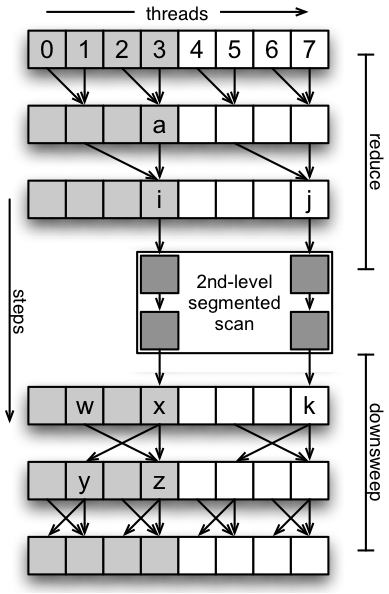 threads
0 1 2 3 4 5 6 7
a
reduce
i j
2nd-level
segmented
scan
steps
w x k
downsweep
y z